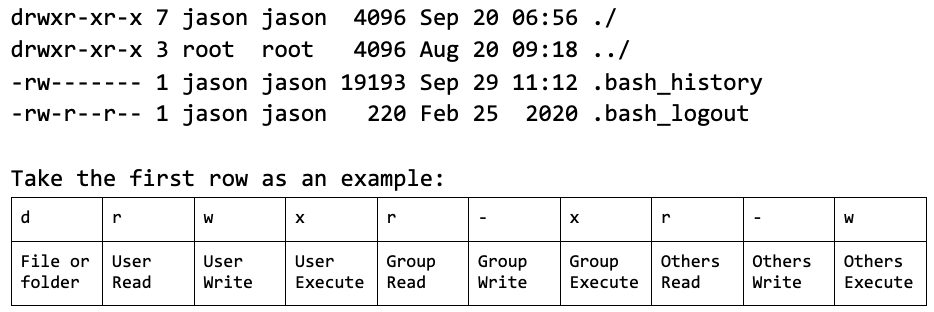 drwxr-xr-x 7 jason jason  4096 Sep 20 06:56 ./
drwxr-xr-x 3 root  root   4096 Aug 20 09:18 ../
-rw------- 1 jason jason 19193 Sep 29 11:12 .bash_history
-rw-r--r-- 1 jason jason   220 Feb 25  2020 .bash_logout
Take the first row as an example:
d r w x r - x r - w
File or User User User Group Group Group Others Others Others
folder Read Write Execute Read Write Execute Read Write Execute